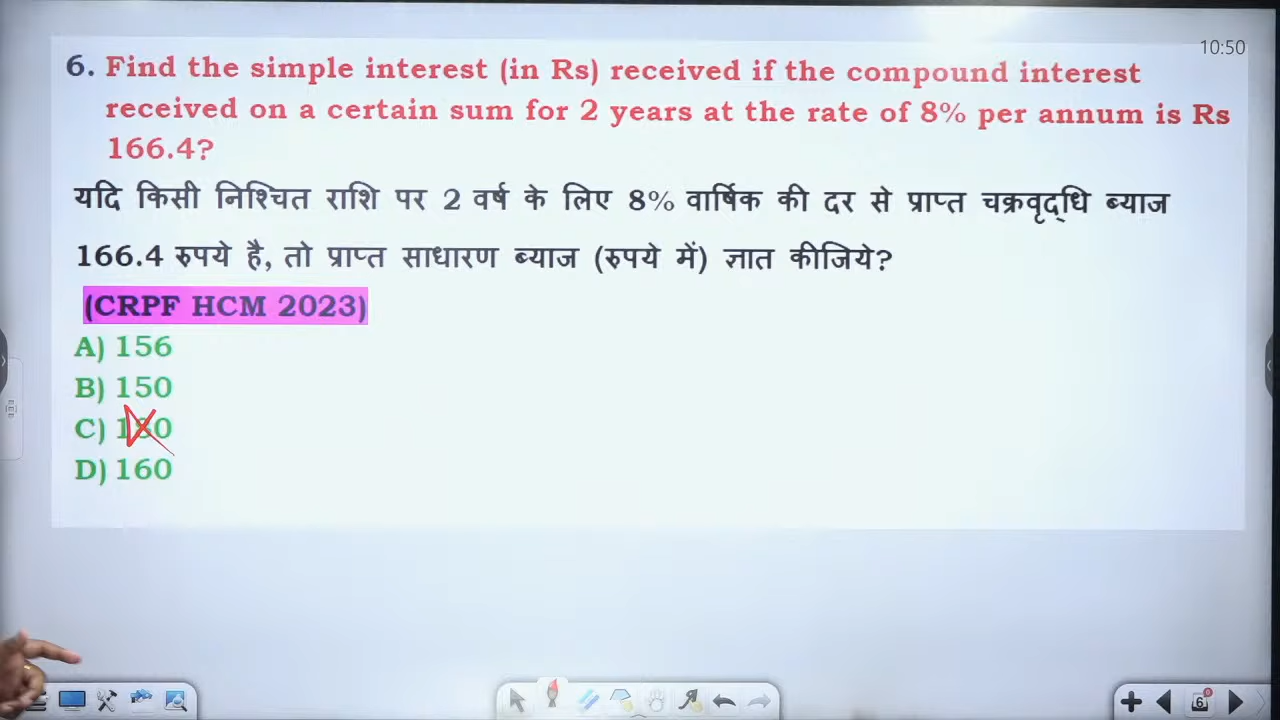 10:50
6. Find the simple interest (in Rs) received if the compound interest
received on a certain sum for 2 years at the rate of 8% per annum is Rs
166.4?
यदि किसी निश्चित राशि पर 2 वर्ष के लिए 8% वार्षिक की दर से प्राप्त चक्रवृद्धि ब्याज
166.4 रुपये है, तो प्राप्त साधारण ब्याज (रुपये में) ज्ञात कीजिये?
(CRPF HCM 2023)
A) 156
B) 150
C) 180
D) 160
6